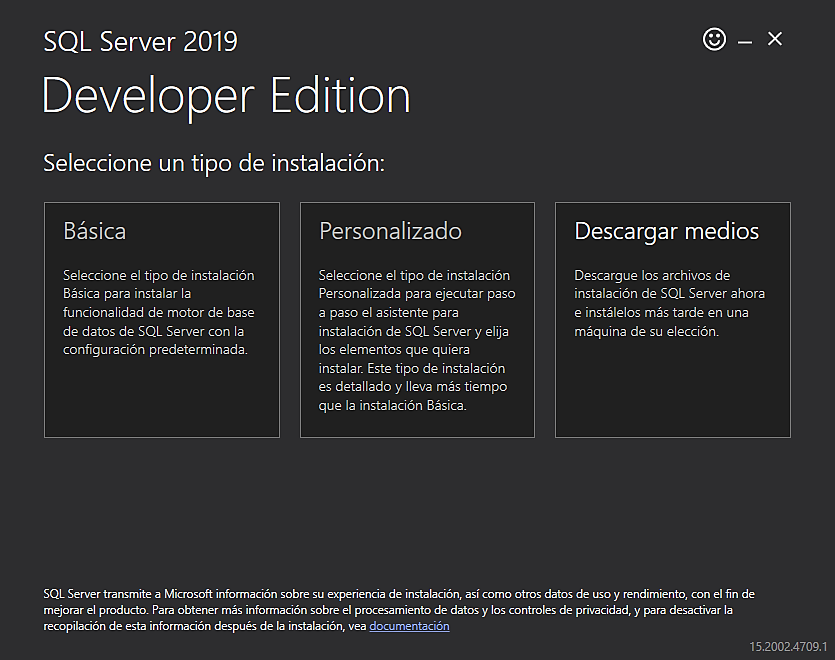 SQL Server 2019
Developer Edition
Seleccione un tipo de instalación:
Básica
Seleccione el tipo de instalación
Básica para instalar la
funcionalidad de motor de base
de datos de SQL Server con la
configuración predeterminada.
Personalizado
Seleccione el tipo de instalación
Personalizada para ejecutar paso
a paso el asistente para
instalación de SQL Server y elija
los elementos que quiera
instalar. Este tipo de instalación
es detallado y lleva más tiempo
que la instalación Básica.
Descargar medios
Descargue los archivos de
instalación de SQL Server ahora
e instálelos más tarde en una
máquina de su elección.
SQL Server transmite a Microsoft información sobre su experiencia de instalación, así como otros datos de uso y rendimiento, con el fin de
mejorar el producto. Para obtener más información sobre el procesamiento de datos y los controles de privacidad, y para desactivar la
recopilación de esta información después de la instalación, vea documentación
15.2002.4709.1